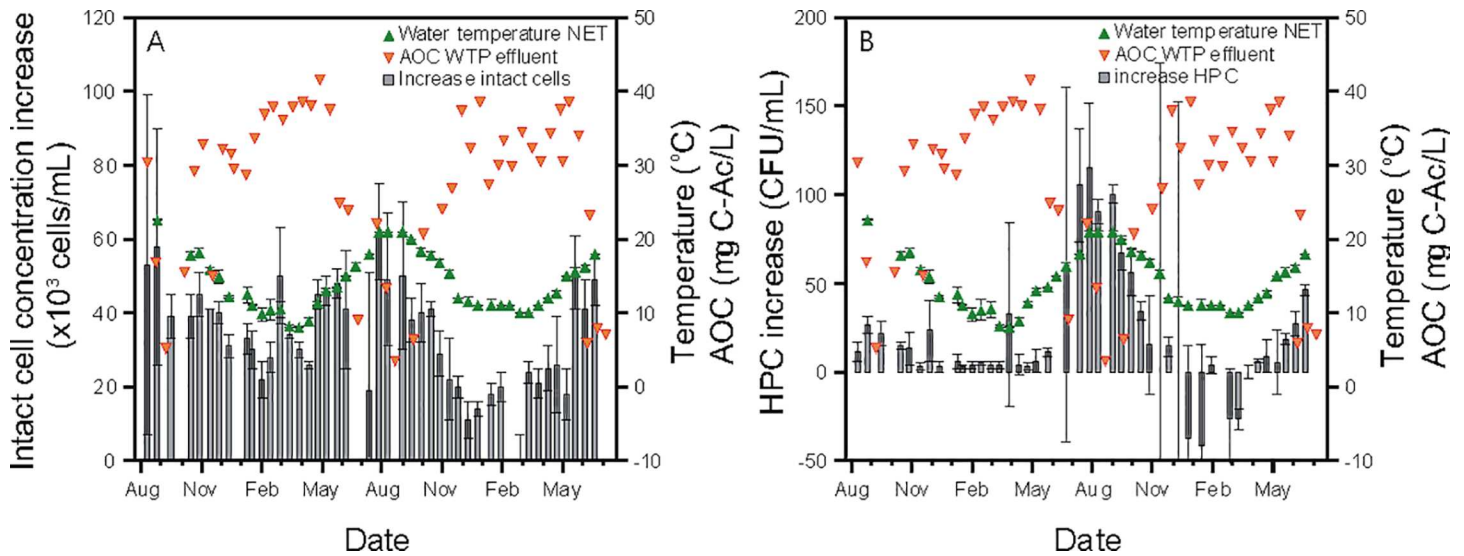 A
Water temperature NET
AOC WTP effluent
Increase intact cells
Intact cell concentration increase
(x10³ cells/mL)
120
100
80
60
40
20
0
50
40
30
20
10
0
-10
Temperature (°C)
AOC (mg C-Ac/L)
Aug Nov Feb May Aug Nov Feb May
Date
B
Water temperature NET
AOC WTP effluent
increase HPC
HPC increase (CFU/mL)
200
150
100
50
0
-50
50
40
30
20
10
0
-10
Temperature (°C)
AOC (mg C-Ac/L)
Aug Nov Feb May Aug Nov Feb May
Date